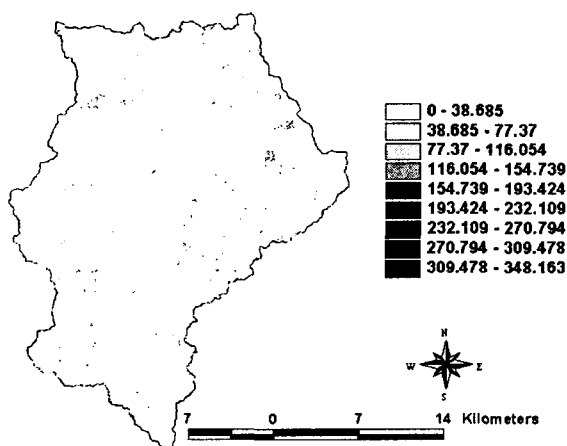 0 - 38.685
38.685 - 77.37
77.37 - 116.054
116.054 - 154.739
154.739 - 193.424
193.424 - 232.109
232.109 - 270.794
270.794 - 309.478
309.478 - 348.163
N
W E
S
7 0 7 14 Kilometers